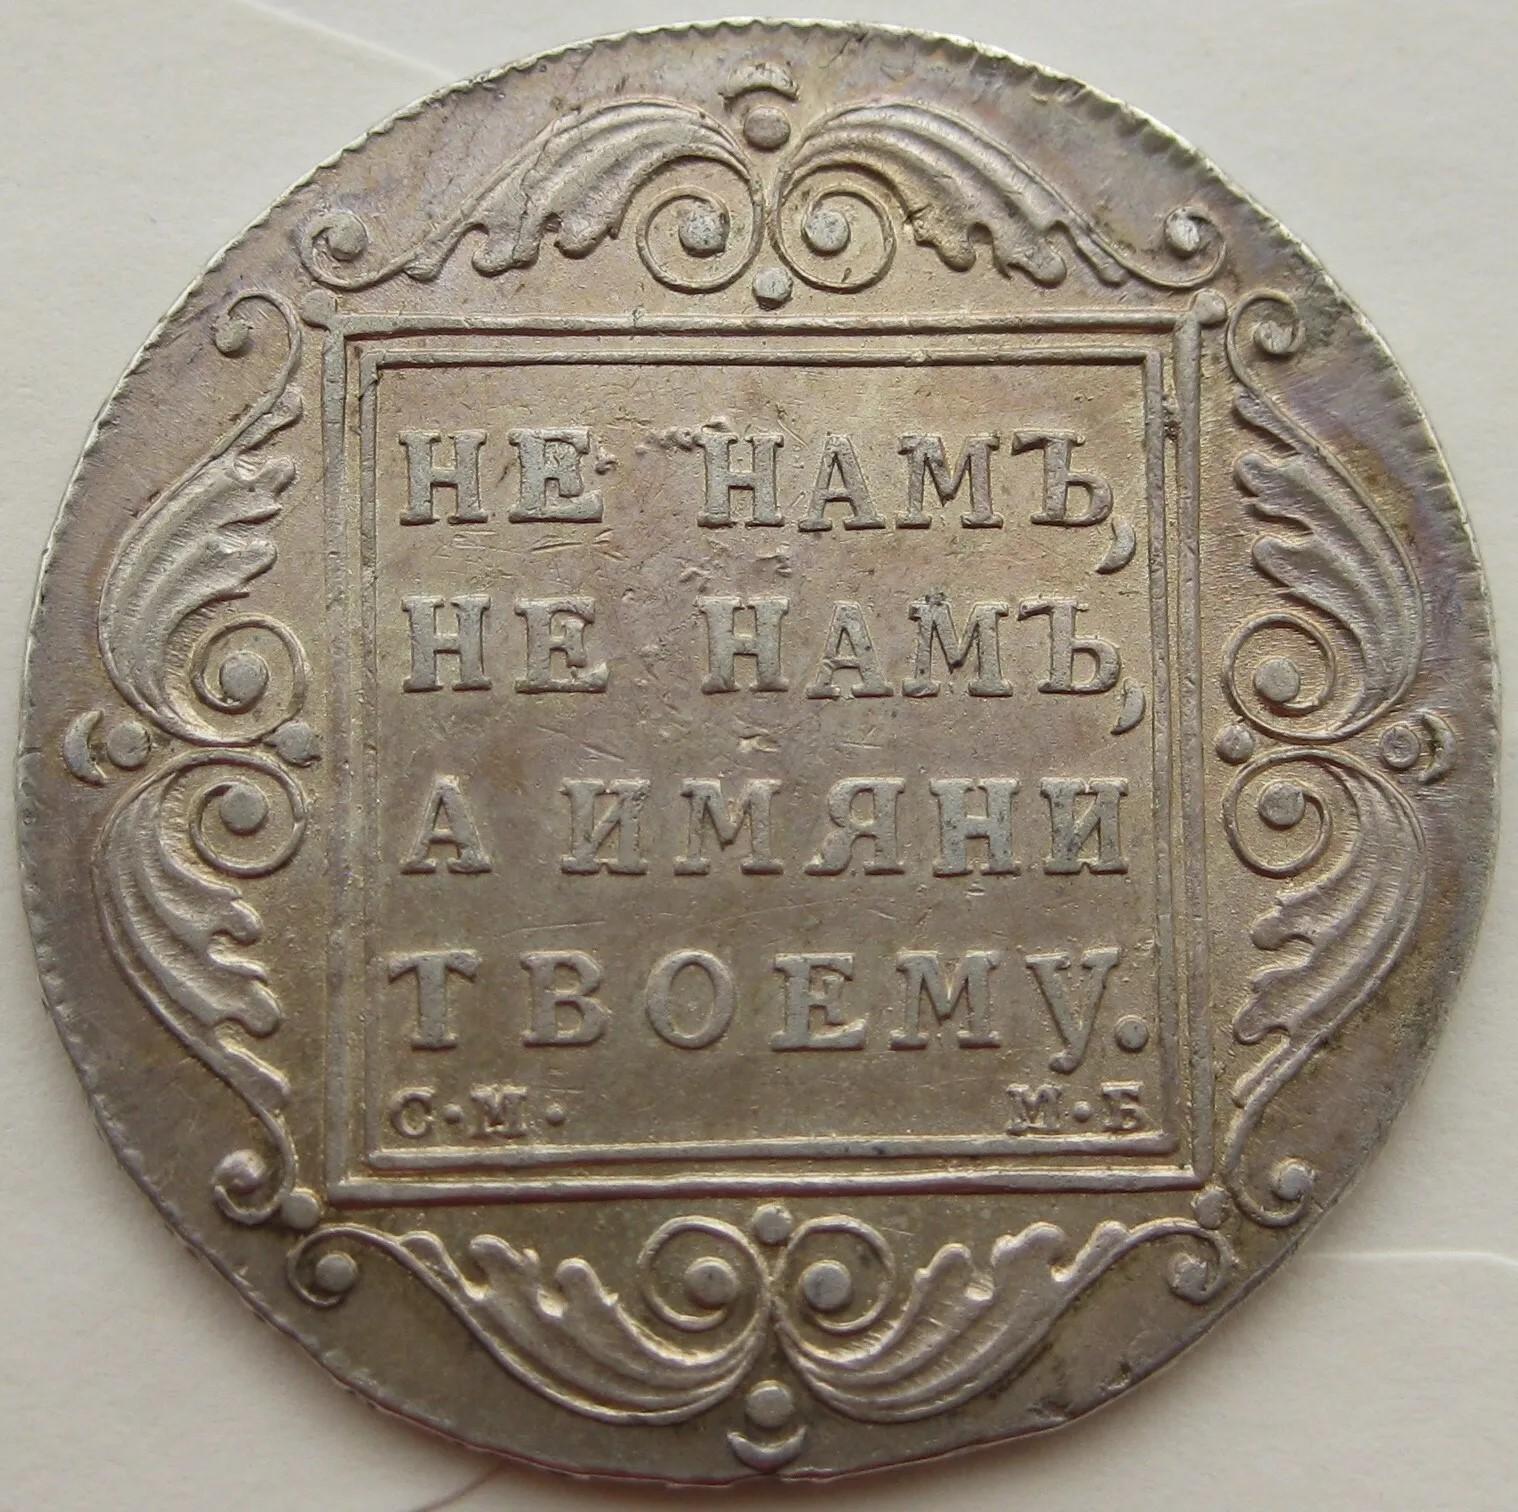 НЕ НАМЪ,
НЕ НАМЪ,
А ИМЯНИ
ТВОЕМУ.
С·М· М·Б